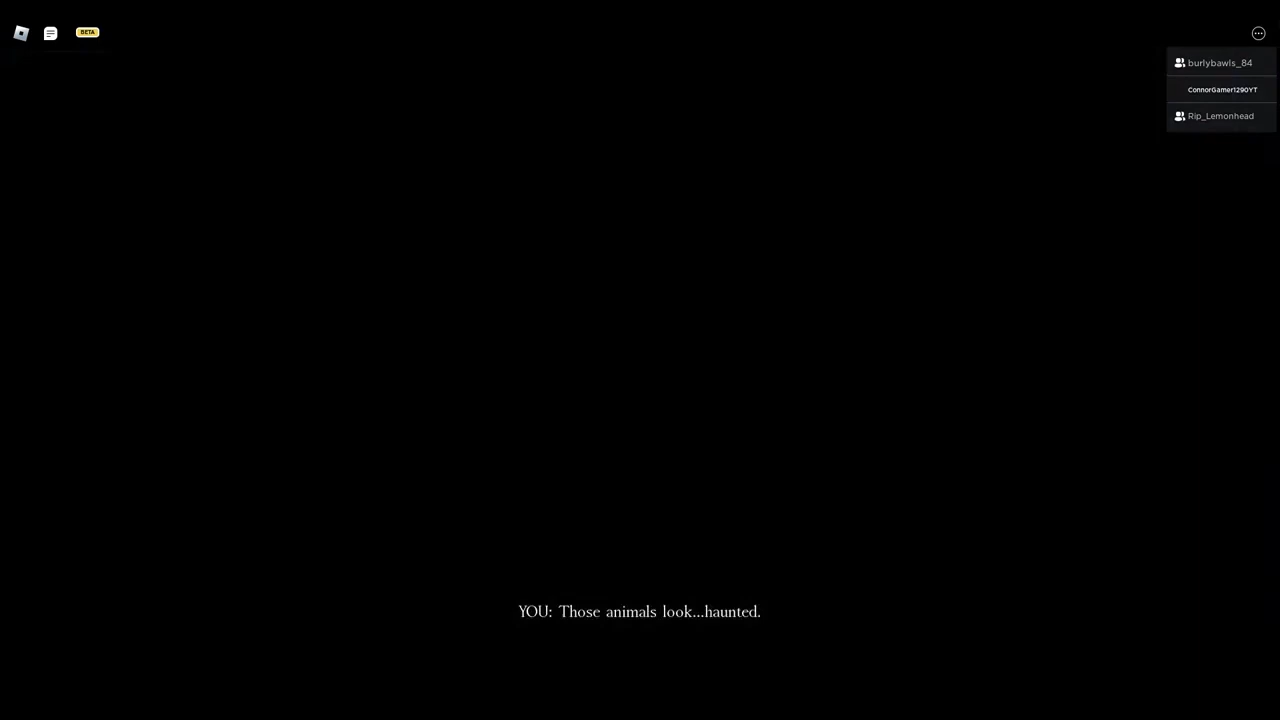 BETA
burlybawls_84
ConnorGamer1290YT
Rip_Lemonhead
YOU: Those animals look...haunted.